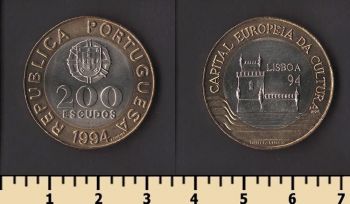 REPUBLICA PORTUGUESA
200
ESCUDOS
1994
CAPITAL EUROPEIA DA CULTURA
LISBOA
94
1 2 3 4 5 6 7